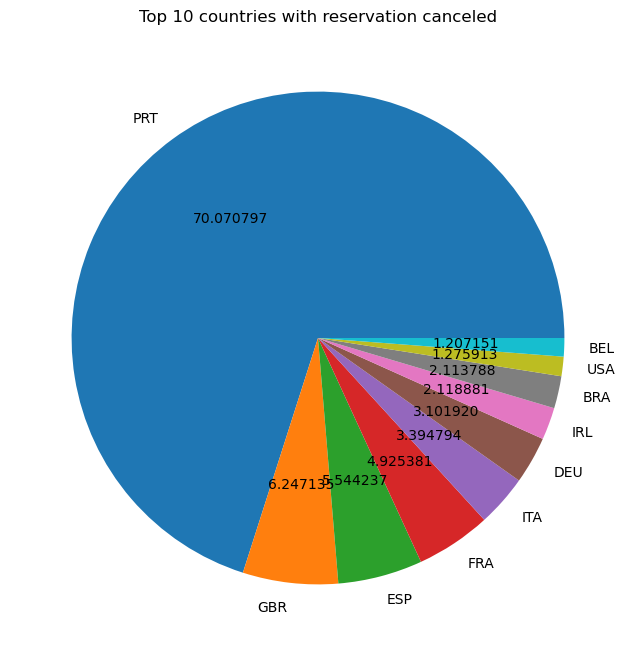 Top 10 countries with reservation canceled
PRT
70.070797
1.207151
BEL
1.275913
USA
2.113788
BRA
2.118881
IRL
3.101920
DEU
3.394794
ITA
4.925381
FRA
5.544237
ESP
6.247135
GBR